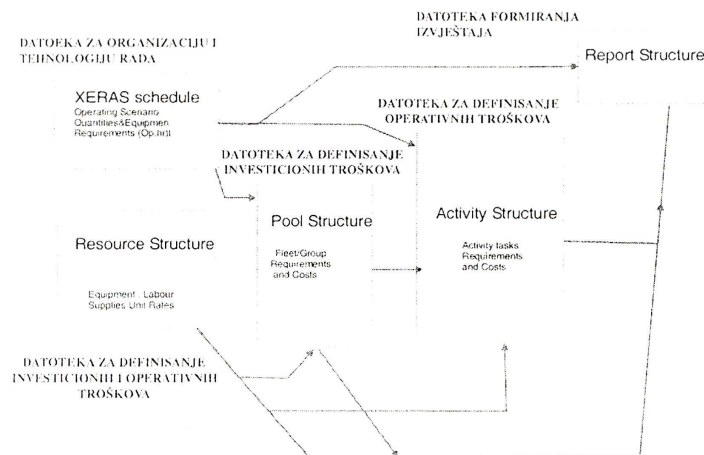 DATOTEKA FORMIRANJA
IZVJEŠTAJA
DATOEKA ZA ORGANIZACIJU I
TEHNOLOGIJU RADA
Report Structure
XERAS schedule
Operating Scenario
Quantities&Equipmen
Requirements (Op.hrs)
DATOTEKA ZA DEFINISANJE
OPERATIVNIH TROŠKOVA
DATOTEKA ZA DEFINISANJE
INVESTICIONIH TROŠKOVA
Pool Structure
Fleet/Group
Requirements
and Costs
Activity Structure
Activity tasks
Requirements
and Costs
Resource Structure
Equipment , Labour
Supplies Unit Rates
DATOTEKA ZA DEFINISANJE
INVESTICIONIH I OPERATIVNIH
TROŠKOVA